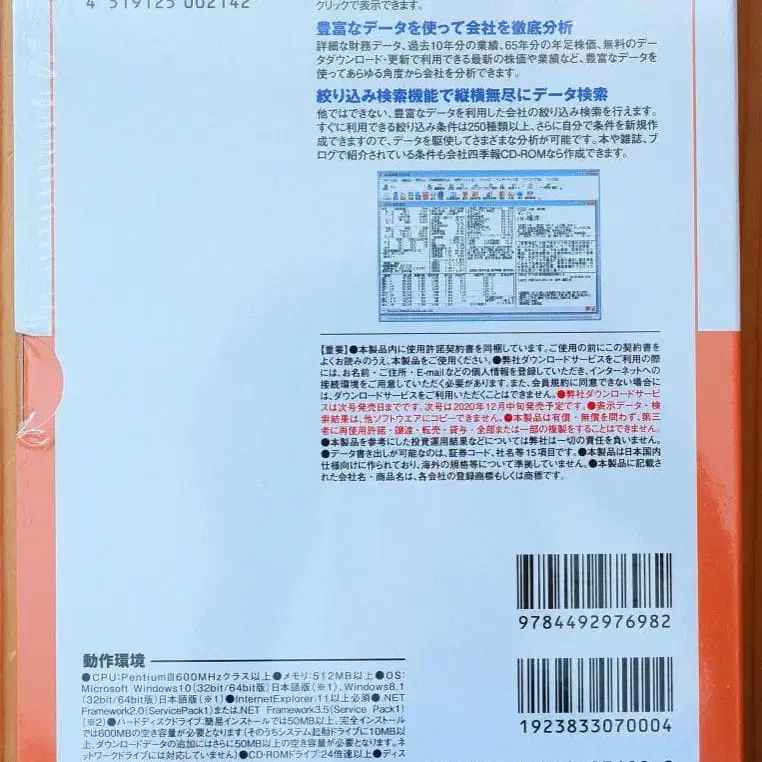 クリックで表示できます。
4 519125 002142
豊富なデータを使って会社を徹底分析
詳細な財務データ、過去10年分の業績、65年分の年足株価、無料のデー
タダウンロード・更新で利用できる最新の株価や業績など、豊富なデータを
使ってあらゆる角度から会社を分析できます。
絞り込み検索機能で縦横無尽にデータ検索
他ではできない、豊富なデータを利用した会社の絞り込み検索を行えます。
すぐに利用できる絞り込み条件は250種類以上、さらに自分で条件を新規作
成できますので、データを駆使してさまざまな分析が可能です。本や雑誌、ブ
ログで紹介されている条件も会社四季報CD-ROMなら作成できます。
【重要】●本製品内に使用許諾契約書を同梱しています。ご使用の前にこの契約書を
よくお読みのうえ、本製品をご使用ください。●弊社ダウンロードサービスをご利用の際
には、お名前・ご住所・E-mailなどの個人情報を登録していただき、インターネットへの
接続環境をご用意していただく必要があります。また、会員規約に同意できない場合に
は、ダウンロードサービスをご利用いただくことはできません。●弊社ダウンロードサービ
スは次号発売日までです。次号は2020年12月中旬発売予定です。●表示データ・検
索結果は、他ソフトウエアにコピーできません。●本製品は有償・無償を問わず、第三
者に再使用許諾・譲渡・転売・貸与・全部または一部の複製をすることはできません。
●本製品を参考にした投資運用結果などについては弊社は一切の責任を負いません。
●データ書き出しが可能なのは、証券コード、社名等15項目です。●本製品は日本国内
仕様向けに作られており、海外の規格等について準拠していません。●本製品に記載さ
れた会社名・商品名は、各会社の登録商標もしくは商標です。
9784492976982
1923833070004
動作環境
●CPU:PentiumⅢ600MHzクラス以上●メモリ:512MB以上●OS:
Microsoft Windows10(32bit/64bit版)日本語版(※1)、Windows8.1
(32bit/64bit版)日本語版(※1)●InternetExplorer11以上必須●.NET
Framework2.0(ServicePack1)または.NET Framework3.5(Service Pack1)
(※2)●ハードディスクドライブ:簡易インストールでは50MB以上、完全インストール
では600MBの空き容量が必要となります(そのうちシステム起動ドライブに10MB以
上、ダウンロードデータの追加にはさらに50MB以上の空き容量が必要となります。ネ
ットワークドライブには対応していません)●CD-ROMドライブ:24倍速以上●ディス